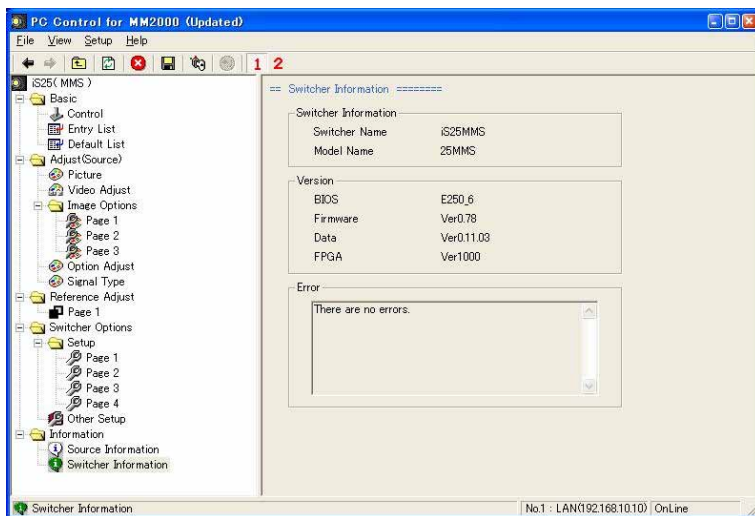 PC Control for MM2000 (Updated)
File View Setup Help
1 2
iS25( MMS )
Basic
Control
Entry List
Default List
Adjust(Source)
Picture
Video Adjust
Image Options
Page 1
Page 2
Page 3
Option Adjust
Signal Type
Reference Adjust
Page 1
Switcher Options
Setup
Page 1
Page 2
Page 3
Page 4
Other Setup
Information
Source Information
Switcher Information
== Switcher Information ========
Switcher Information
Switcher Name iS25MMS
Model Name 25MMS
Version
BIOS E250_6
Firmware Ver0.78
Data Ver0.11.03
FPGA Ver1000
Error
There are no errors.
Switcher Information No.1 : LAN(192.168.10.10) OnLine